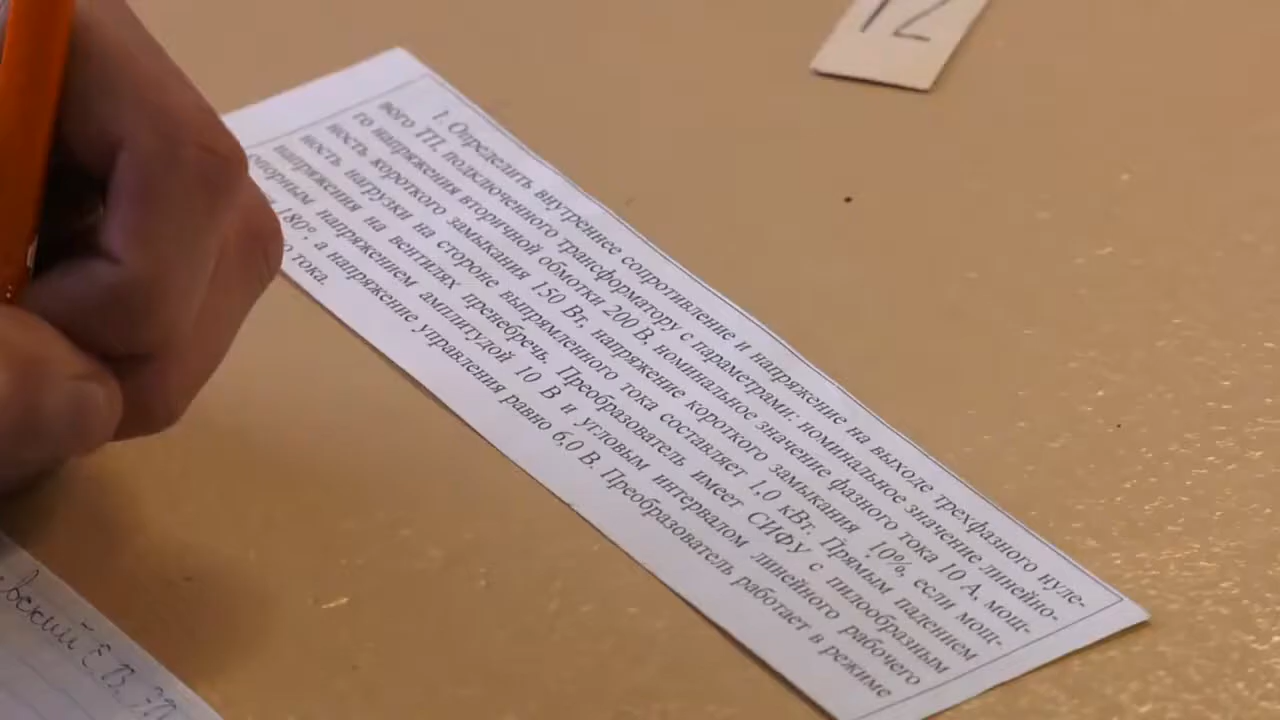 12
1. Определить внутреннее сопротивление и напряжение на выходе трехфазного нуле-
вого ТП, подключенного трансформатору с параметрами: номинальное значение линейно-
го напряжения вторичной обмотки 200 В, номинальное значение фазного тока 10 А, мощ-
ность короткого замыкания 150 Вт, напряжение короткого замыкания 10%, если мощ-
ность нагрузки на стороне выпрямленного тока составляет 1,0 кВт. Прямым падением
напряжения на вентилях пренебречь. Преобразователь имеет СИФУ с пилообразным
опорным напряжением амплитудой 10 В и угловым интервалом линейного рабочего
180°, а напряжение управления равно 6.0 В. Преобразователь работает в режиме
тока.